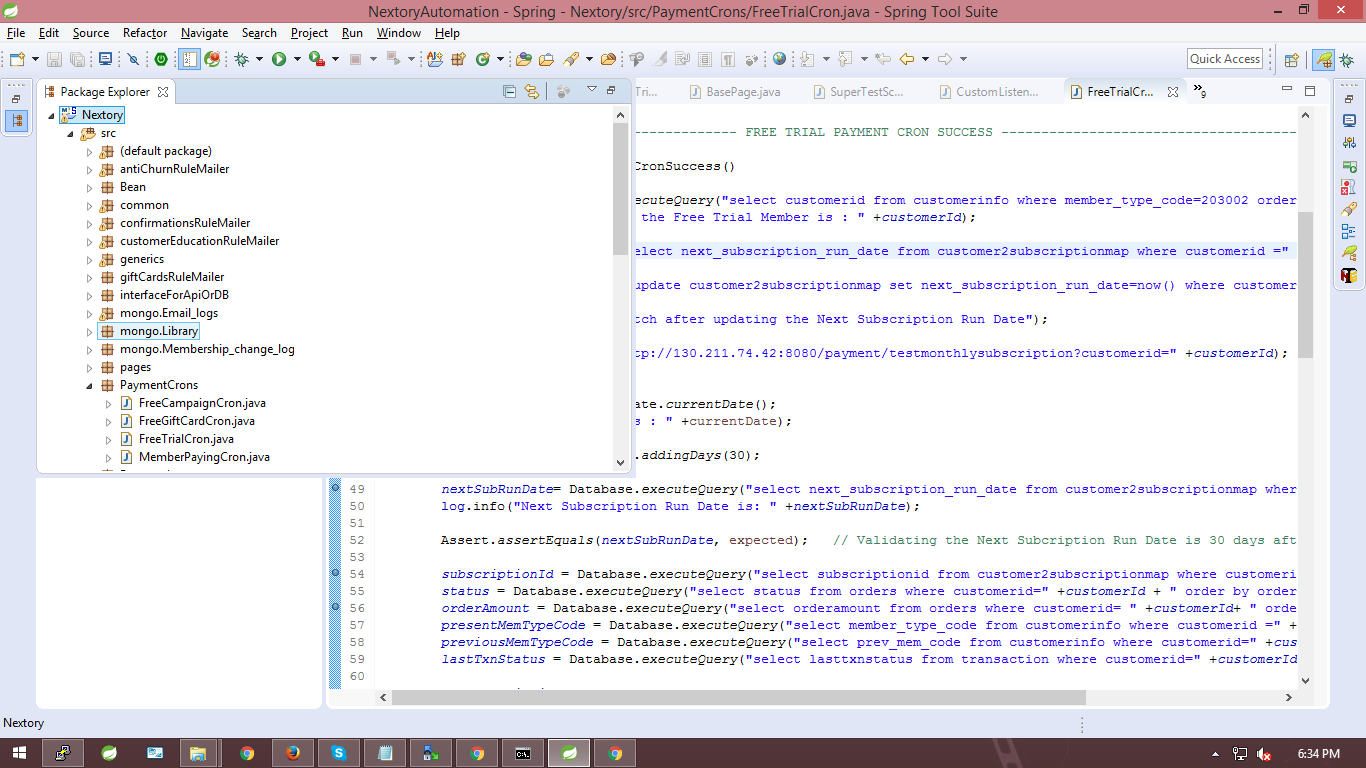 NextoryAutomation - Spring - Nextory/src/PaymentCrons/FreeTrialCron.java - Spring Tool Suite
File Edit Source Refactor Navigate Search Project Run Window Help
Quick Access
Package Explorer
Tri...
BasePage.java
SuperTestSc...
CustomListen...
FreeTrialCr...
»9
Nextory
src
(default package)
antiChurnRuleMailer
Bean
common
confirmationsRuleMailer
customerEducationRuleMailer
generics
giftCardsRuleMailer
interfaceForApiOrDB
mongo.Email_logs
mongo.Library
mongo.Membership_change_log
pages
PaymentCrons
FreeCampaignCron.java
FreeGiftCardCron.java
FreeTrialCron.java
MemberPayingCron.java
------------- FREE TRIAL PAYMENT CRON SUCCESS -----------------------------------
CronSuccess()
ecuteQuery("select customerid from customerinfo where member_type_code=203002 order
the Free Trial Member is : " +customerId);
elect next_subscription_run_date from customer2subscriptionmap where customerid ="
update customer2subscriptionmap set next_subscription_run_date=now() where customer
tch after updating the Next Subscription Run Date");
tp://130.211.74.42:8080/payment/testmonthlysubscription?customerid=" +customerId);
ate.currentDate();
s : " +currentDate);
.addingDays(30);
49 nextSubRunDate= Database.executeQuery("select next_subscription_run_date from customer2subscriptionmap wher
50 log.info("Next Subscription Run Date is: " +nextSubRunDate);
51
52 Assert.assertEquals(nextSubRunDate, expected); // Validating the Next Subcription Run Date is 30 days aft
53
54 subscriptionId = Database.executeQuery("select subscriptionid from customer2subscriptionmap where customeri
55 status = Database.executeQuery("select status from orders where customerid=" +customerId + " order by order
56 orderAmount = Database.executeQuery("select orderamount from orders where customerid= " +customerId+ " orde
57 presentMemTypeCode = Database.executeQuery("select member_type_code from customerinfo where customerid =" +
58 previousMemTypeCode = Database.executeQuery("select prev_mem_code from customerinfo where customerid=" +cus
59 lastTxnStatus = Database.executeQuery("select lasttxnstatus from transaction where customerid=" +customerId
60
Nextory
6:34 PM